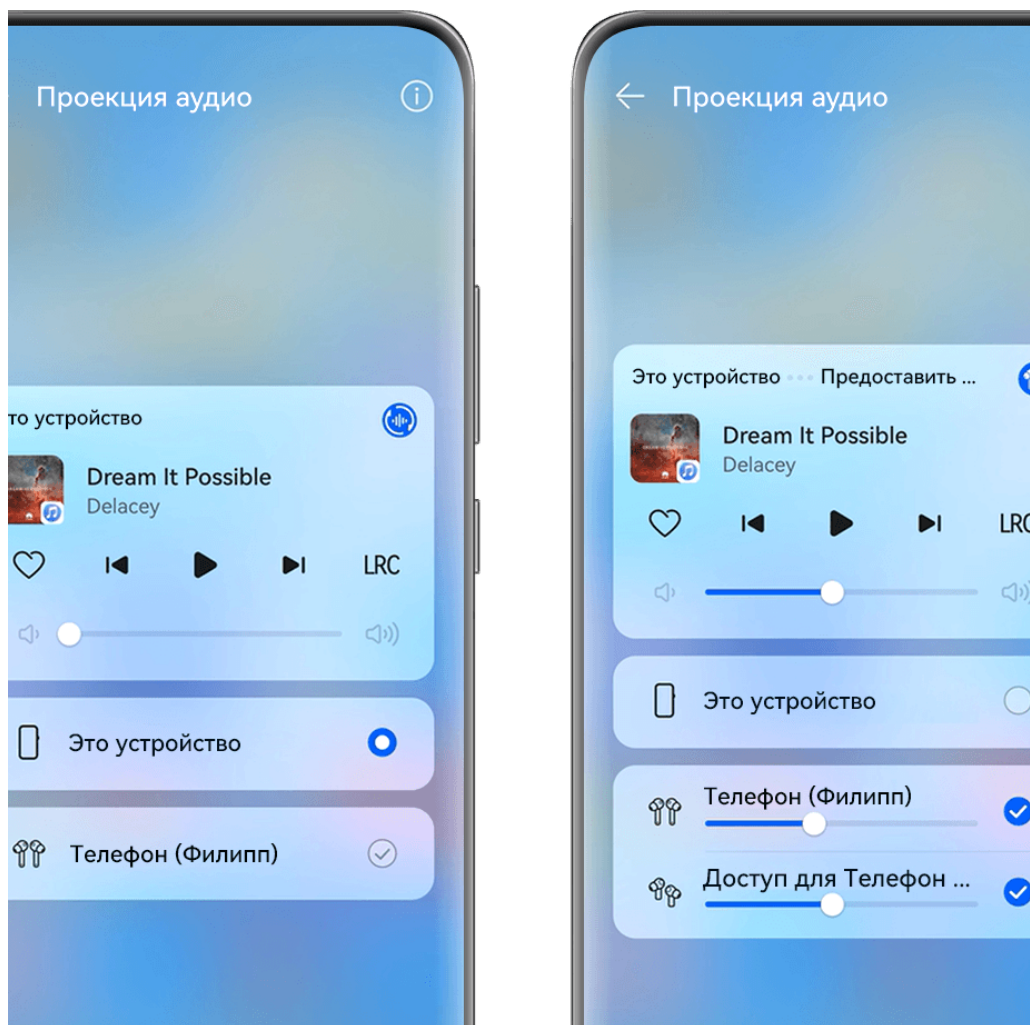 Проекция аудио
то устройство
Dream It Possible
Delacey
LRC
Это устройство
Телефон (Филипп)
Проекция аудио
Это устройство Предоставить ...
Dream It Possible
Delacey
LRC
Это устройство
Телефон (Филипп)
Доступ для Телефон ...